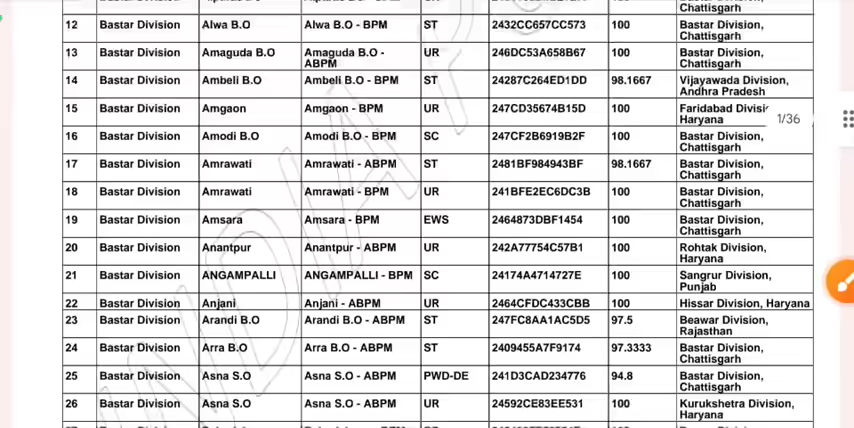 Chattisgarh
12 Bastar Division Alwa B.O Alwa B.O - BPM ST 2432CC657CC573 100 Bastar Division,
Chattisgarh
13 Bastar Division Amaguda B.O Amaguda B.O - UR 246DC53A658B67 100 Bastar Division,
ABPM Chattisgarh
14 Bastar Division Ambeli B.O Ambeli B.O - BPM ST 24287C264ED1DD 98.1667 Vijayawada Division,
Andhra Pradesh
15 Bastar Division Amgaon Amgaon - BPM UR 247CD35674B15D 100 Faridabad
Haryana
1/36
16 Bastar Division Amodi B.O Amodi B.O - BPM SC 247CF2B6919B2F 100 Bastar Division,
Chattisgarh
17 Bastar Division Amrawati Amrawati - ABPM ST 2481BF984943BF 98.1667 Bastar Division,
Chattisgarh
18 Bastar Division Amrawati Amrawati - BPM UR 241BFE2EC6DC3B 100 Bastar Division,
Chattisgarh
19 Bastar Division Amsara Amsara - BPM EWS 2464873DBF1454 100 Bastar Division,
Chattisgarh
20 Bastar Division Anantpur Anantpur - ABPM UR 242A77754C57B1 100 Rohtak Division,
Haryana
21 Bastar Division ANGAMPALLI ANGAMPALLI - BPM SC 24174A4714727E 100 Sangrur Division,
Punjab
22 Bastar Division Anjani Anjani - ABPM UR 2464CFDC433CBB 100 Hissar Division, Haryana
23 Bastar Division Arandi B.O Arandi B.O - ABPM ST 247FC8AA1AC5D5 97.5 Beawar Division,
Rajasthan
24 Bastar Division Arra B.O Arra B.O - ABPM ST 2409455A7F9174 97.3333 Bastar Division,
Chattisgarh
25 Bastar Division Asna S.O Asna S.O - ABPM PWD-DE 241D3CAD234776 94.8 Bastar Division,
Chattisgarh
26 Bastar Division Asna S.O Asna S.O - ABPM UR 24592CE83EE531 100 Kurukshetra Division,
Haryana
INDIA